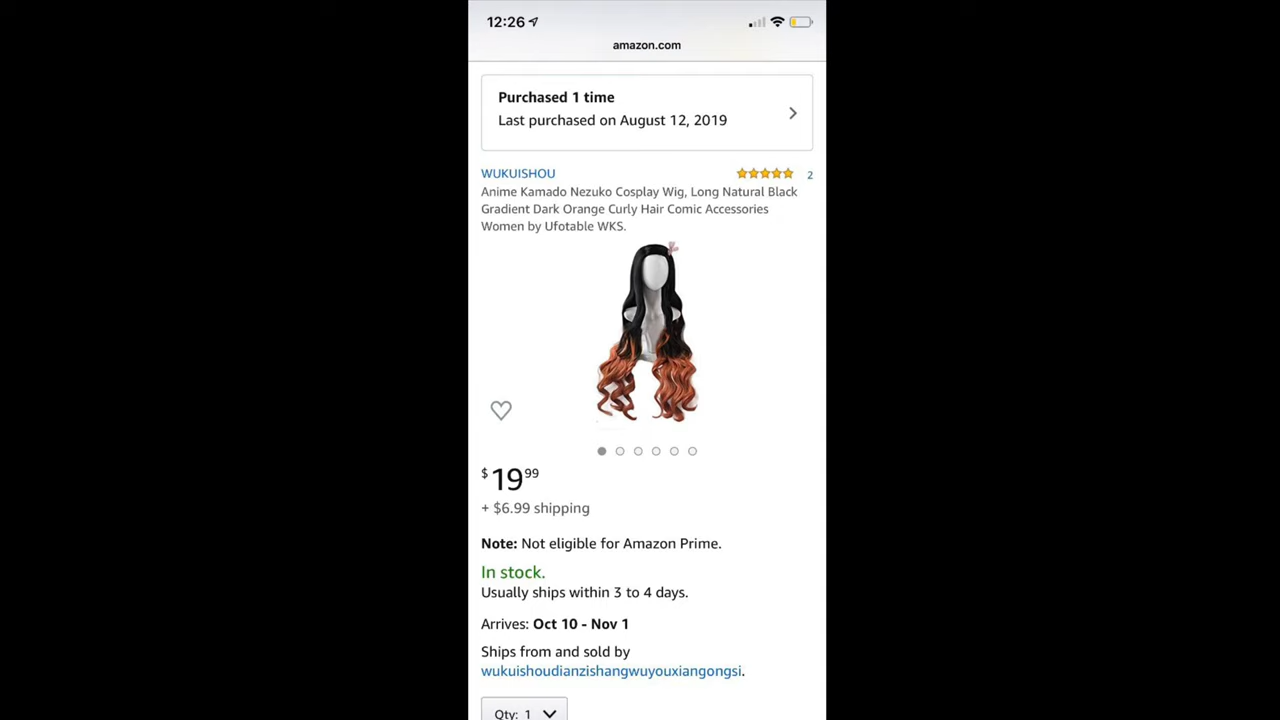 12:26
amazon.com
Purchased 1 time
Last purchased on August 12, 2019
WUKUISHOU 2
Anime Kamado Nezuko Cosplay Wig, Long Natural Black
Gradient Dark Orange Curly Hair Comic Accessories
Women by Ufotable WKS.
$1999
+ $6.99 shipping
Note: Not eligible for Amazon Prime.
In stock.
Usually ships within 3 to 4 days.
Arrives: Oct 10 - Nov 1
Ships from and sold by
wukuishoudianzishangwuyouxiangongsi.
Qty: 1